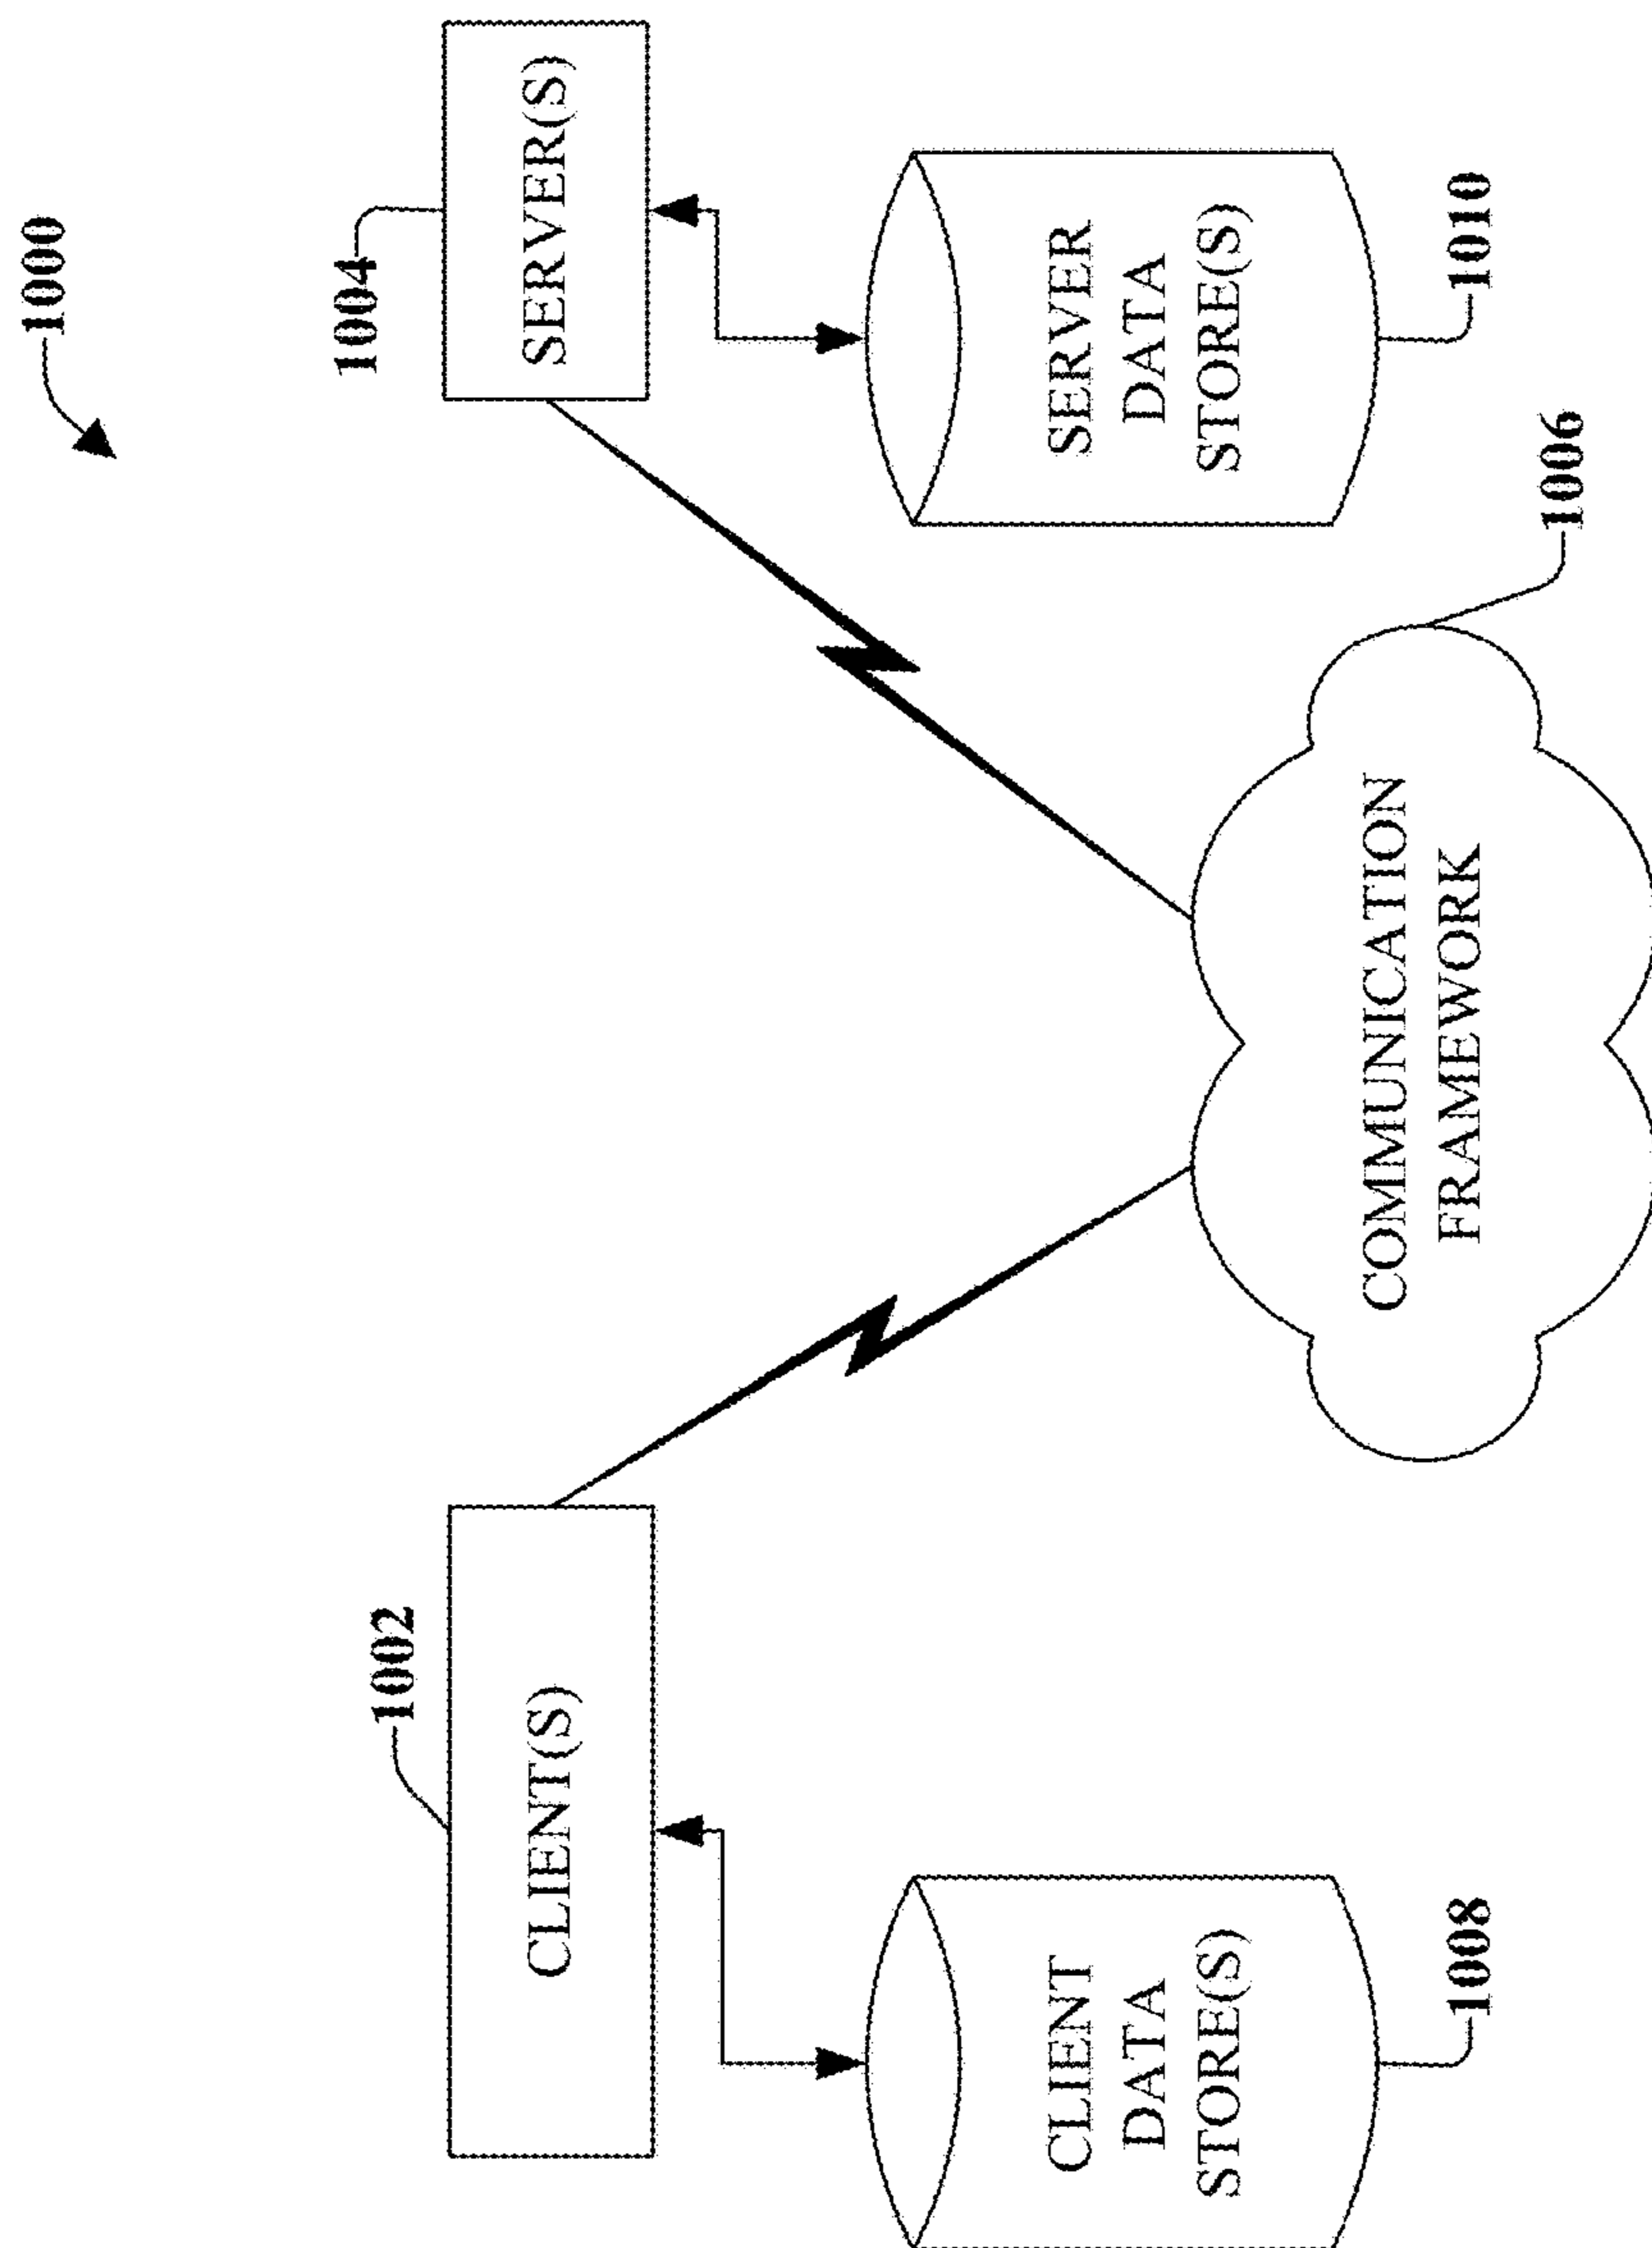 1000
1002
1004
CLIENT(S)
SERVER(S)
CLIENT
DATA
STORE(S)
SERVER
DATA
STORE(S)
1008
1010
COMMUNICATION
FRAMEWORK
1006